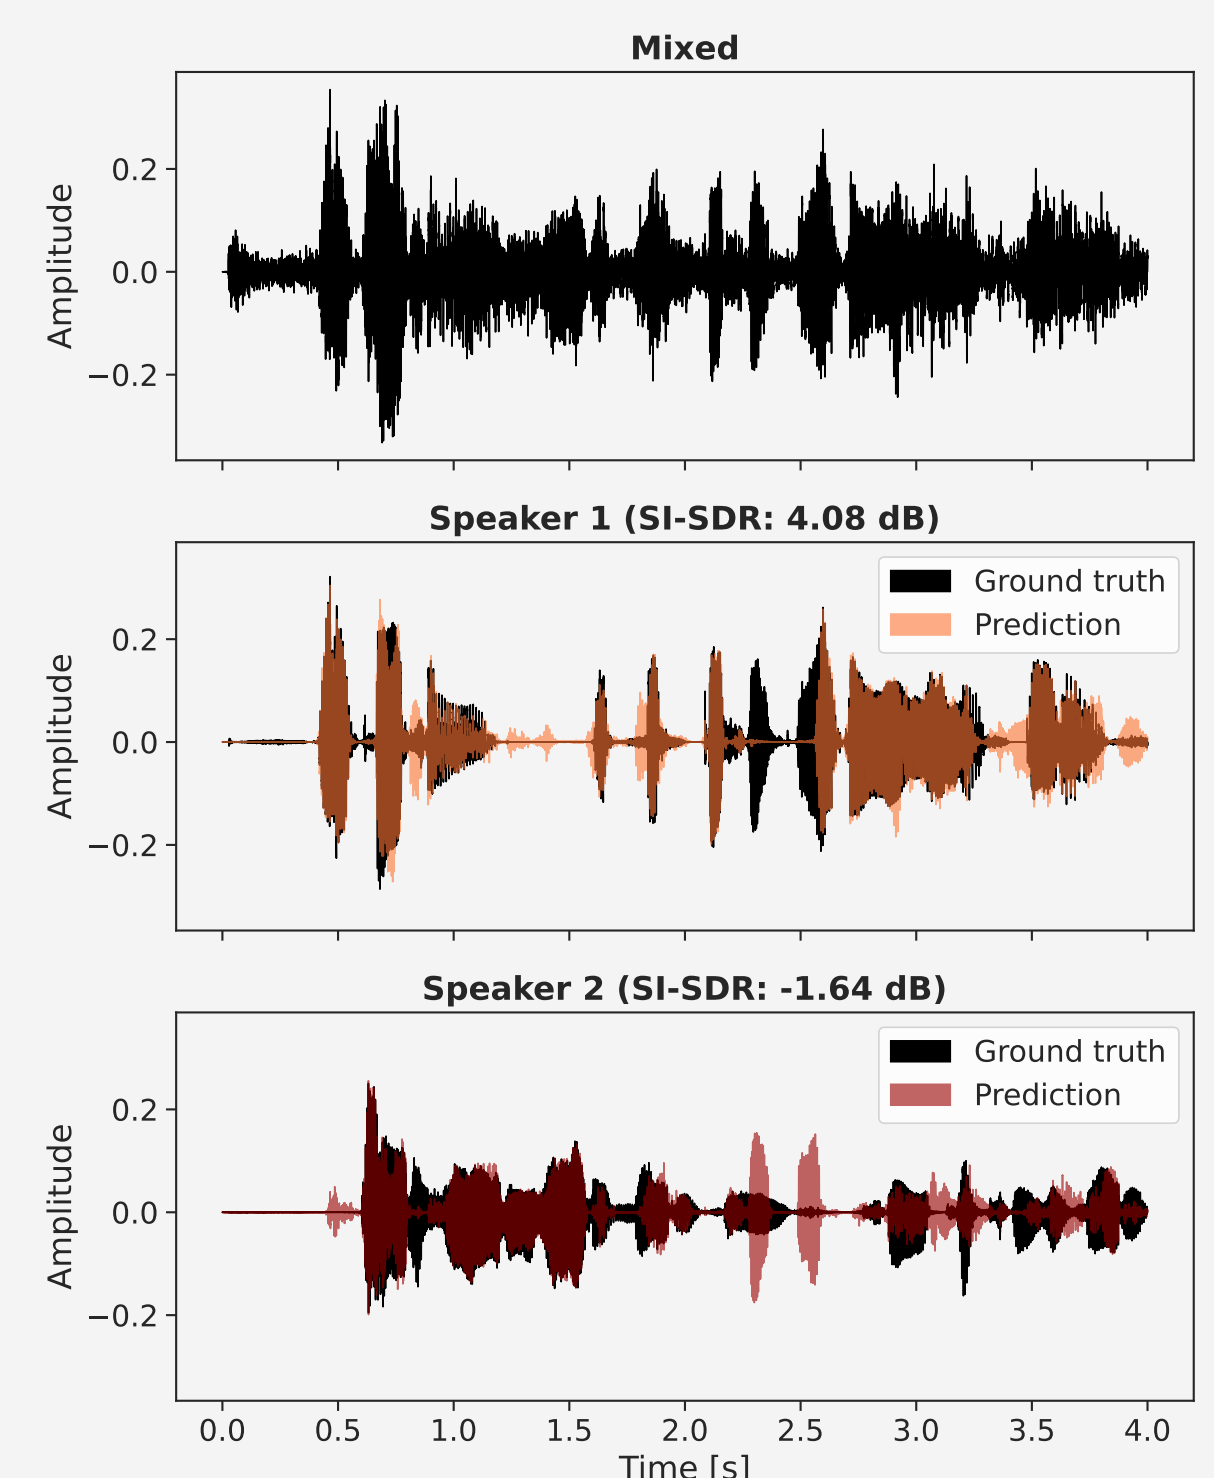 Mixed
Amplitude
0.2
0.0
−0.2
Speaker 1 (SI-SDR: 4.08 dB)
Ground truth
Prediction
Amplitude
0.2
0.0
−0.2
Speaker 2 (SI-SDR: -1.64 dB)
Ground truth
Prediction
Amplitude
0.2
0.0
−0.2
0.0 0.5 1.0 1.5 2.0 2.5 3.0 3.5 4.0
Time [s]